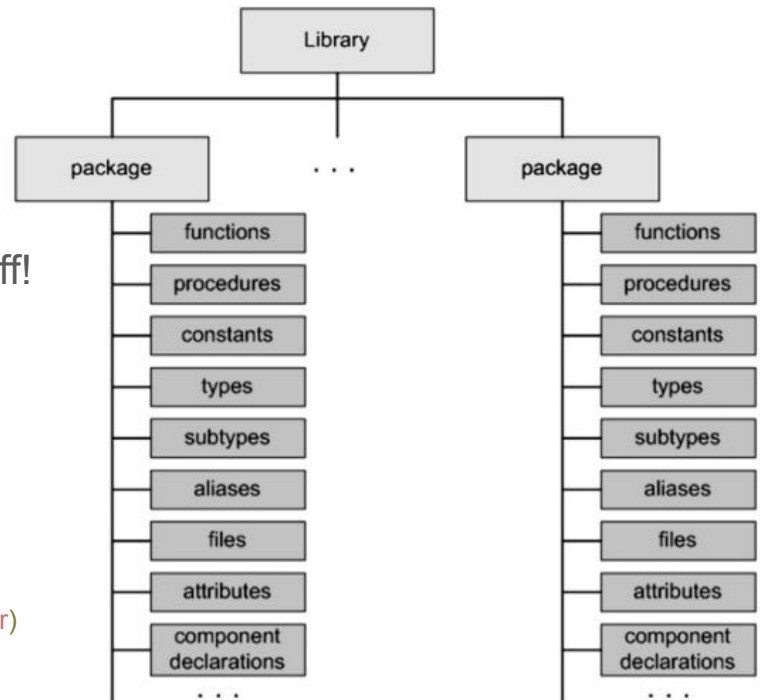 Library
package
. . .
package
ff!
functions
procedures
constants
types
subtypes
aliases
files
attributes
component
declarations
. . .
functions
procedures
constants
types
subtypes
aliases
files
attributes
component
declarations
. . .
r)